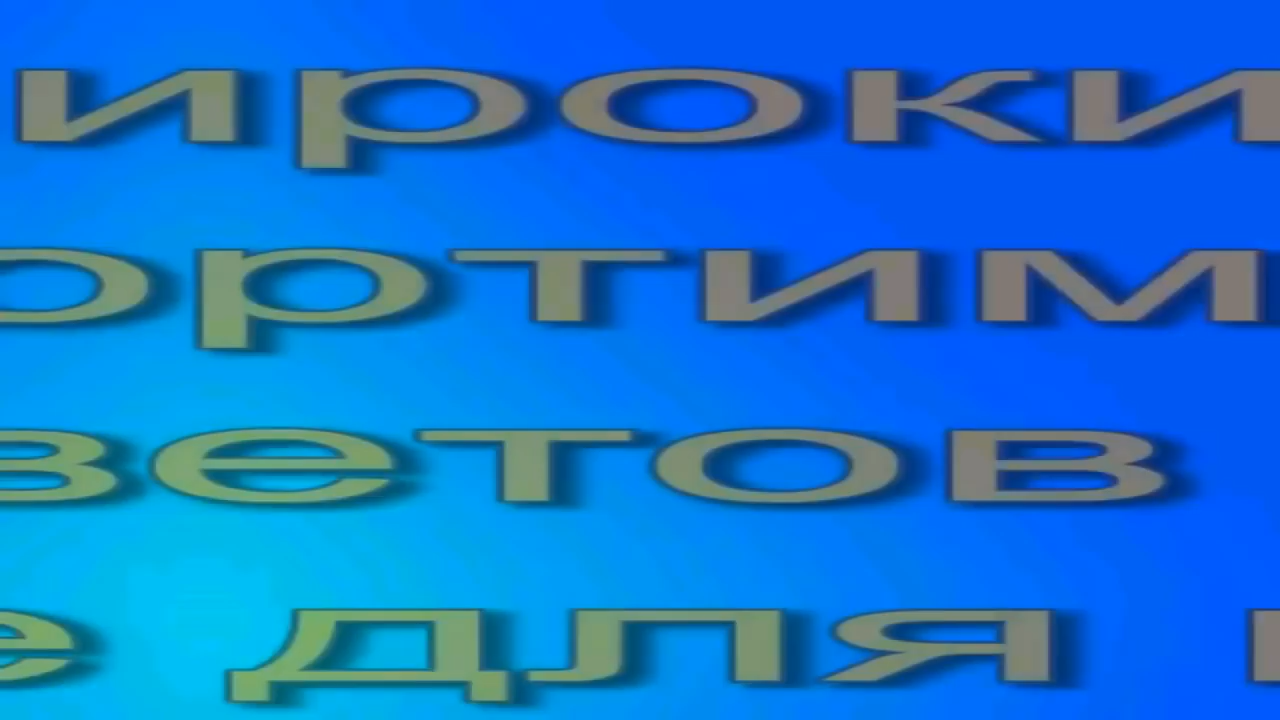 ироки
ортим
ветов
е для